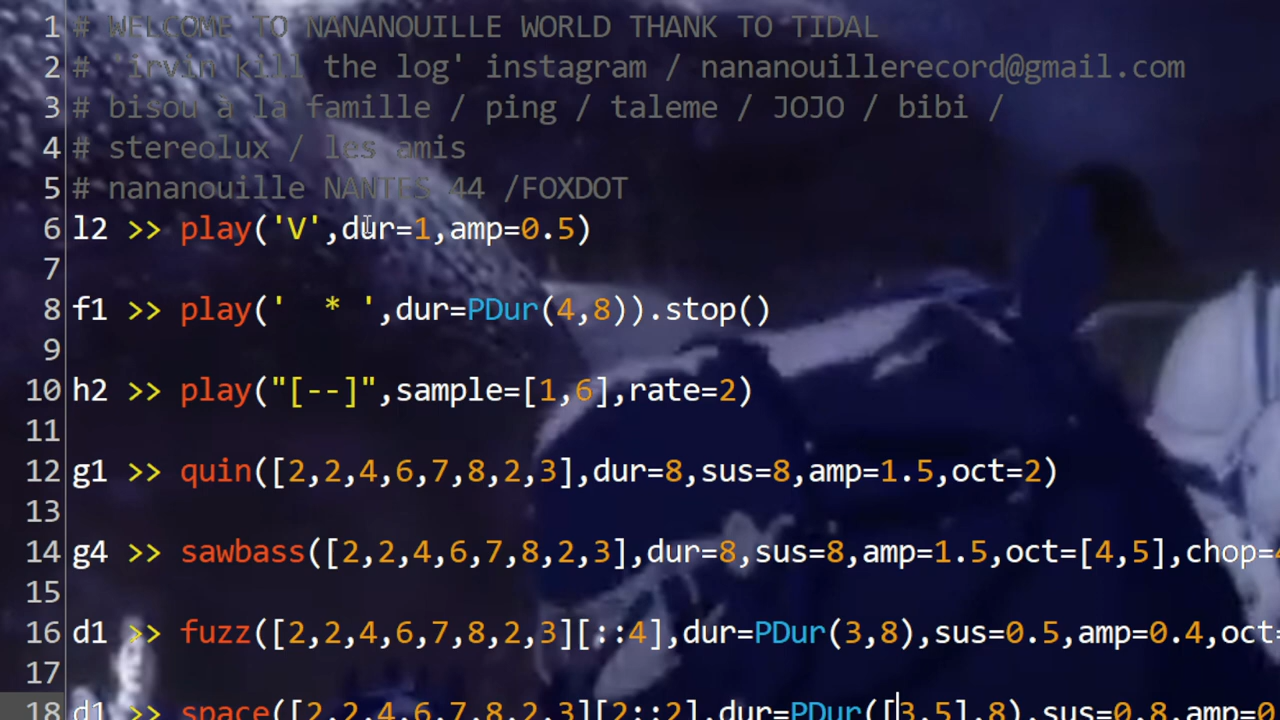 1 # WELCOME TO NANANOUILLE WORLD THANK TO TIDAL
2 # 'irvin kill the log' instagram / nananouillerecord@gmail.com
3 # bisou à la famille / ping / taleme / JOJO / bibi /
4 # stereolux / les amis
5 # nananouille NANTES 44 /FOXDOT
6 l2 >> play('V',dur=1,amp=0.5)
7
8 f1 >> play('  * ',dur=PDur(4,8)).stop()
9
10 h2 >> play("[--]",sample=[1,6],rate=2)
11
12 g1 >> quin([2,2,4,6,7,8,2,3],dur=8,sus=8,amp=1.5,oct=2)
13
14 g4 >> sawbass([2,2,4,6,7,8,2,3],dur=8,sus=8,amp=1.5,oct=[4,5],chop=4
15
16 d1 >> fuzz([2,2,4,6,7,8,2,3][::4],dur=PDur(3,8),sus=0.5,amp=0.4,oct=
17
18 d1 >> space([2,2,4,6,7,8,2,3][2::2],dur=PDur([3,5],8),sus=0.8,amp=0